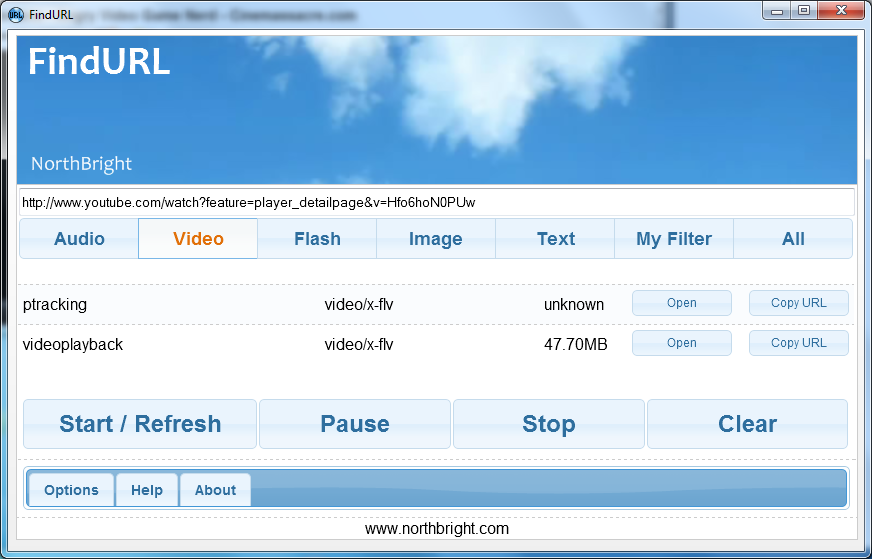 FindURL
FindURL
NorthBright
http://www.youtube.com/watch?feature=player_detailpage&v=Hfo6hoN0PUw
Audio Video Flash Image Text My Filter All
ptracking video/x-flv unknown Open Copy URL
videoplayback video/x-flv 47.70MB Open Copy URL
Start / Refresh Pause Stop Clear
Options Help About
www.northbright.com